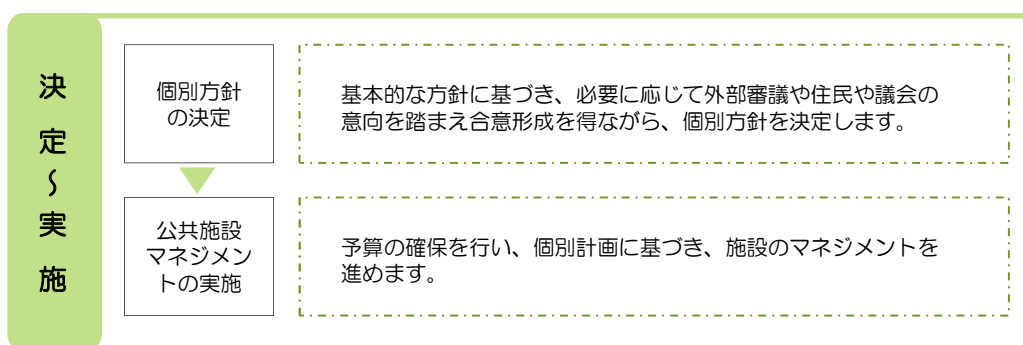 決定～実施
個別方針
の決定
基本的な方針に基づき、必要に応じて外部審議や住民や議会の
意向を踏まえ合意形成を得ながら、個別方針を決定します。
公共施設
マネジメン
トの実施
予算の確保を行い、個別計画に基づき、施設のマネジメントを
進めます。